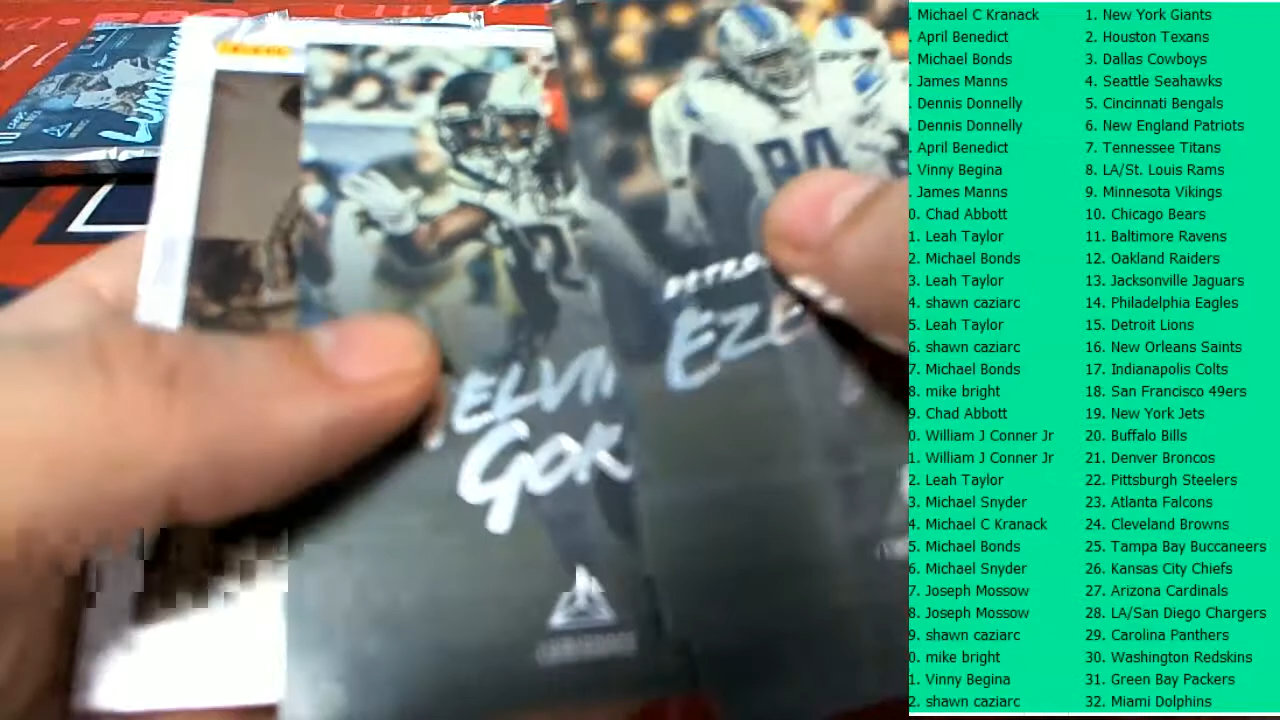 . Michael C Kranack 1. New York Giants
. April Benedict 2. Houston Texans
. Michael Bonds 3. Dallas Cowboys
. James Manns 4. Seattle Seahawks
. Dennis Donnelly 5. Cincinnati Bengals
. Dennis Donnelly 6. New England Patriots
. April Benedict 7. Tennessee Titans
. Vinny Begina 8. LA/St. Louis Rams
. James Manns 9. Minnesota Vikings
0. Chad Abbott 10. Chicago Bears
1. Leah Taylor 11. Baltimore Ravens
2. Michael Bonds 12. Oakland Raiders
3. Leah Taylor 13. Jacksonville Jaguars
4. shawn caziarc 14. Philadelphia Eagles
5. Leah Taylor 15. Detroit Lions
6. shawn caziarc 16. New Orleans Saints
7. Michael Bonds 17. Indianapolis Colts
8. mike bright 18. San Francisco 49ers
9. Chad Abbott 19. New York Jets
0. William J Conner Jr 20. Buffalo Bills
1. William J Conner Jr 21. Denver Broncos
2. Leah Taylor 22. Pittsburgh Steelers
3. Michael Snyder 23. Atlanta Falcons
4. Michael C Kranack 24. Cleveland Browns
5. Michael Bonds 25. Tampa Bay Buccaneers
6. Michael Snyder 26. Kansas City Chiefs
7. Joseph Mossow 27. Arizona Cardinals
8. Joseph Mossow 28. LA/San Diego Chargers
9. shawn caziarc 29. Carolina Panthers
0. mike bright 30. Washington Redskins
1. Vinny Begina 31. Green Bay Packers
2. shawn caziarc 32. Miami Dolphins
DETRO
EZE
ELVIN
GOR